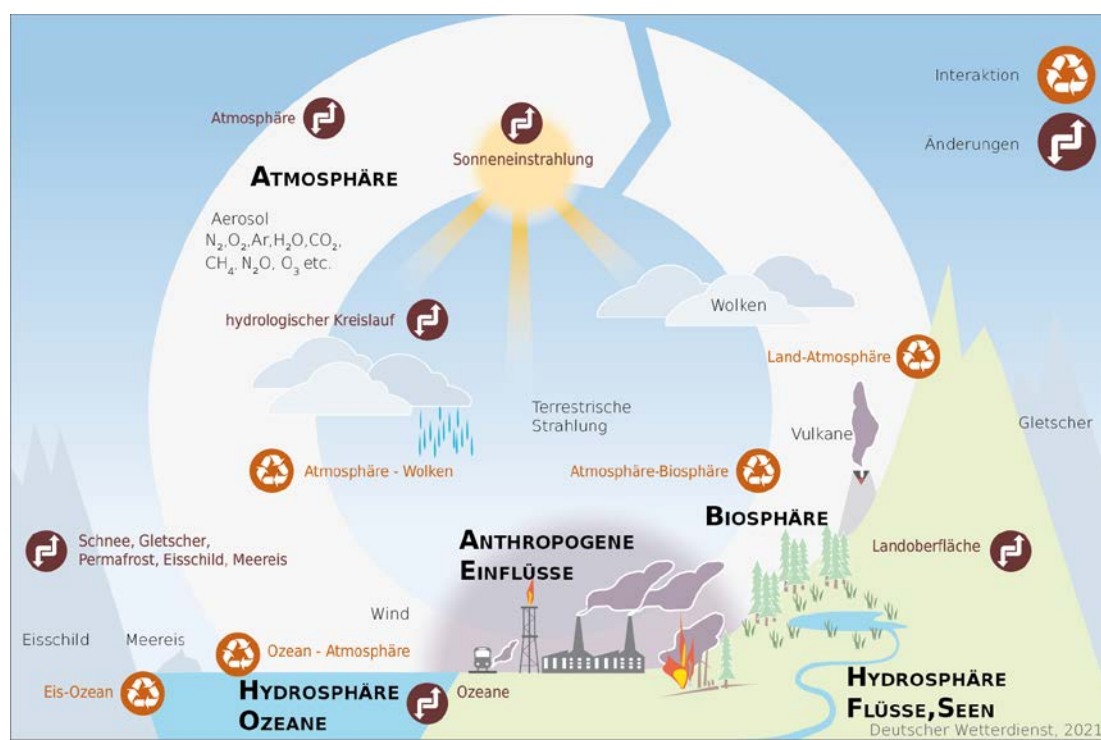 Interaktion
Änderungen
Atmosphäre
Sonneneinstrahlung
ATMOSPHÄRE
Aerosol
N₂,O₂,Ar,H₂O,CO₂,
CH₄, N₂O, O₃ etc.
Wolken
hydrologischer Kreislauf
Land-Atmosphäre
Terrestrische
Strahlung
Vulkane
Gletscher
Atmosphäre - Wolken
Atmosphäre-Biosphäre
BIOSPHÄRE
Schnee, Gletscher,
Permafrost, Eisschild, Meereis
ANTHROPOGENE
EINFLÜSSE
Landoberfläche
Wind
Eisschild
Meereis
Ozean - Atmosphäre
Eis-Ozean
HYDROSPHÄRE
OZEANE
Ozeane
HYDROSPHÄRE
FLÜSSE,SEEN
Deutscher Wetterdienst, 2021